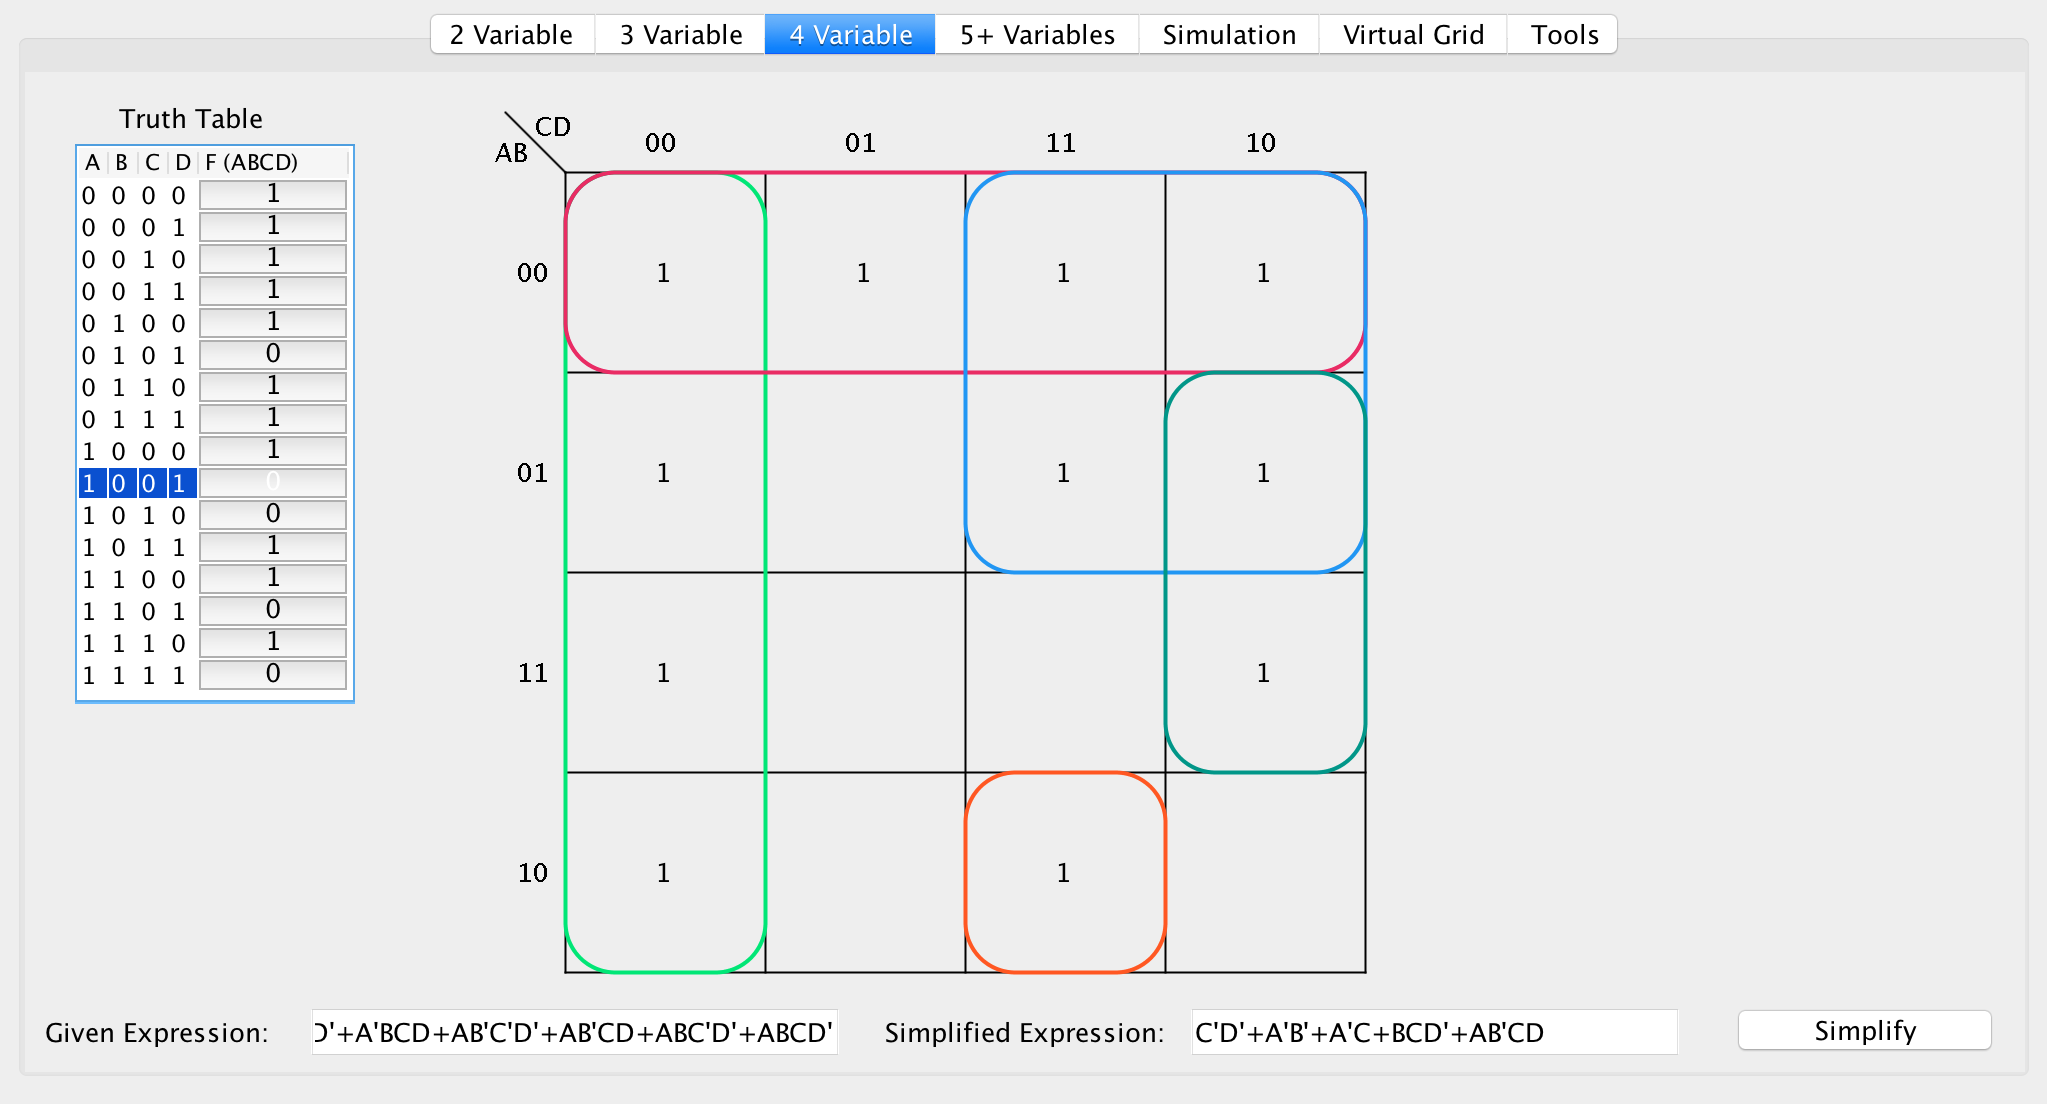 2 Variable 3 Variable 4 Variable 5+ Variables Simulation Virtual Grid Tools
Truth Table
A B C D F (ABCD)
0 0 0 0 1
0 0 0 1 1
0 0 1 0 1
0 0 1 1 1
0 1 0 0 1
0 1 0 1 0
0 1 1 0 1
0 1 1 1 1
1 0 0 0 1
1 0 0 1 0
1 0 1 0 0
1 0 1 1 1
1 1 0 0 1
1 1 0 1 0
1 1 1 0 1
1 1 1 1 0
CD
AB
00 01 11 10
00 1 1 1 1
01 1 1 1
11 1 1
10 1 1
Given Expression: D'+A'BCD+AB'C'D'+AB'CD+ABC'D'+ABCD'
Simplified Expression: C'D'+A'B'+A'C+BCD'+AB'CD
Simplify